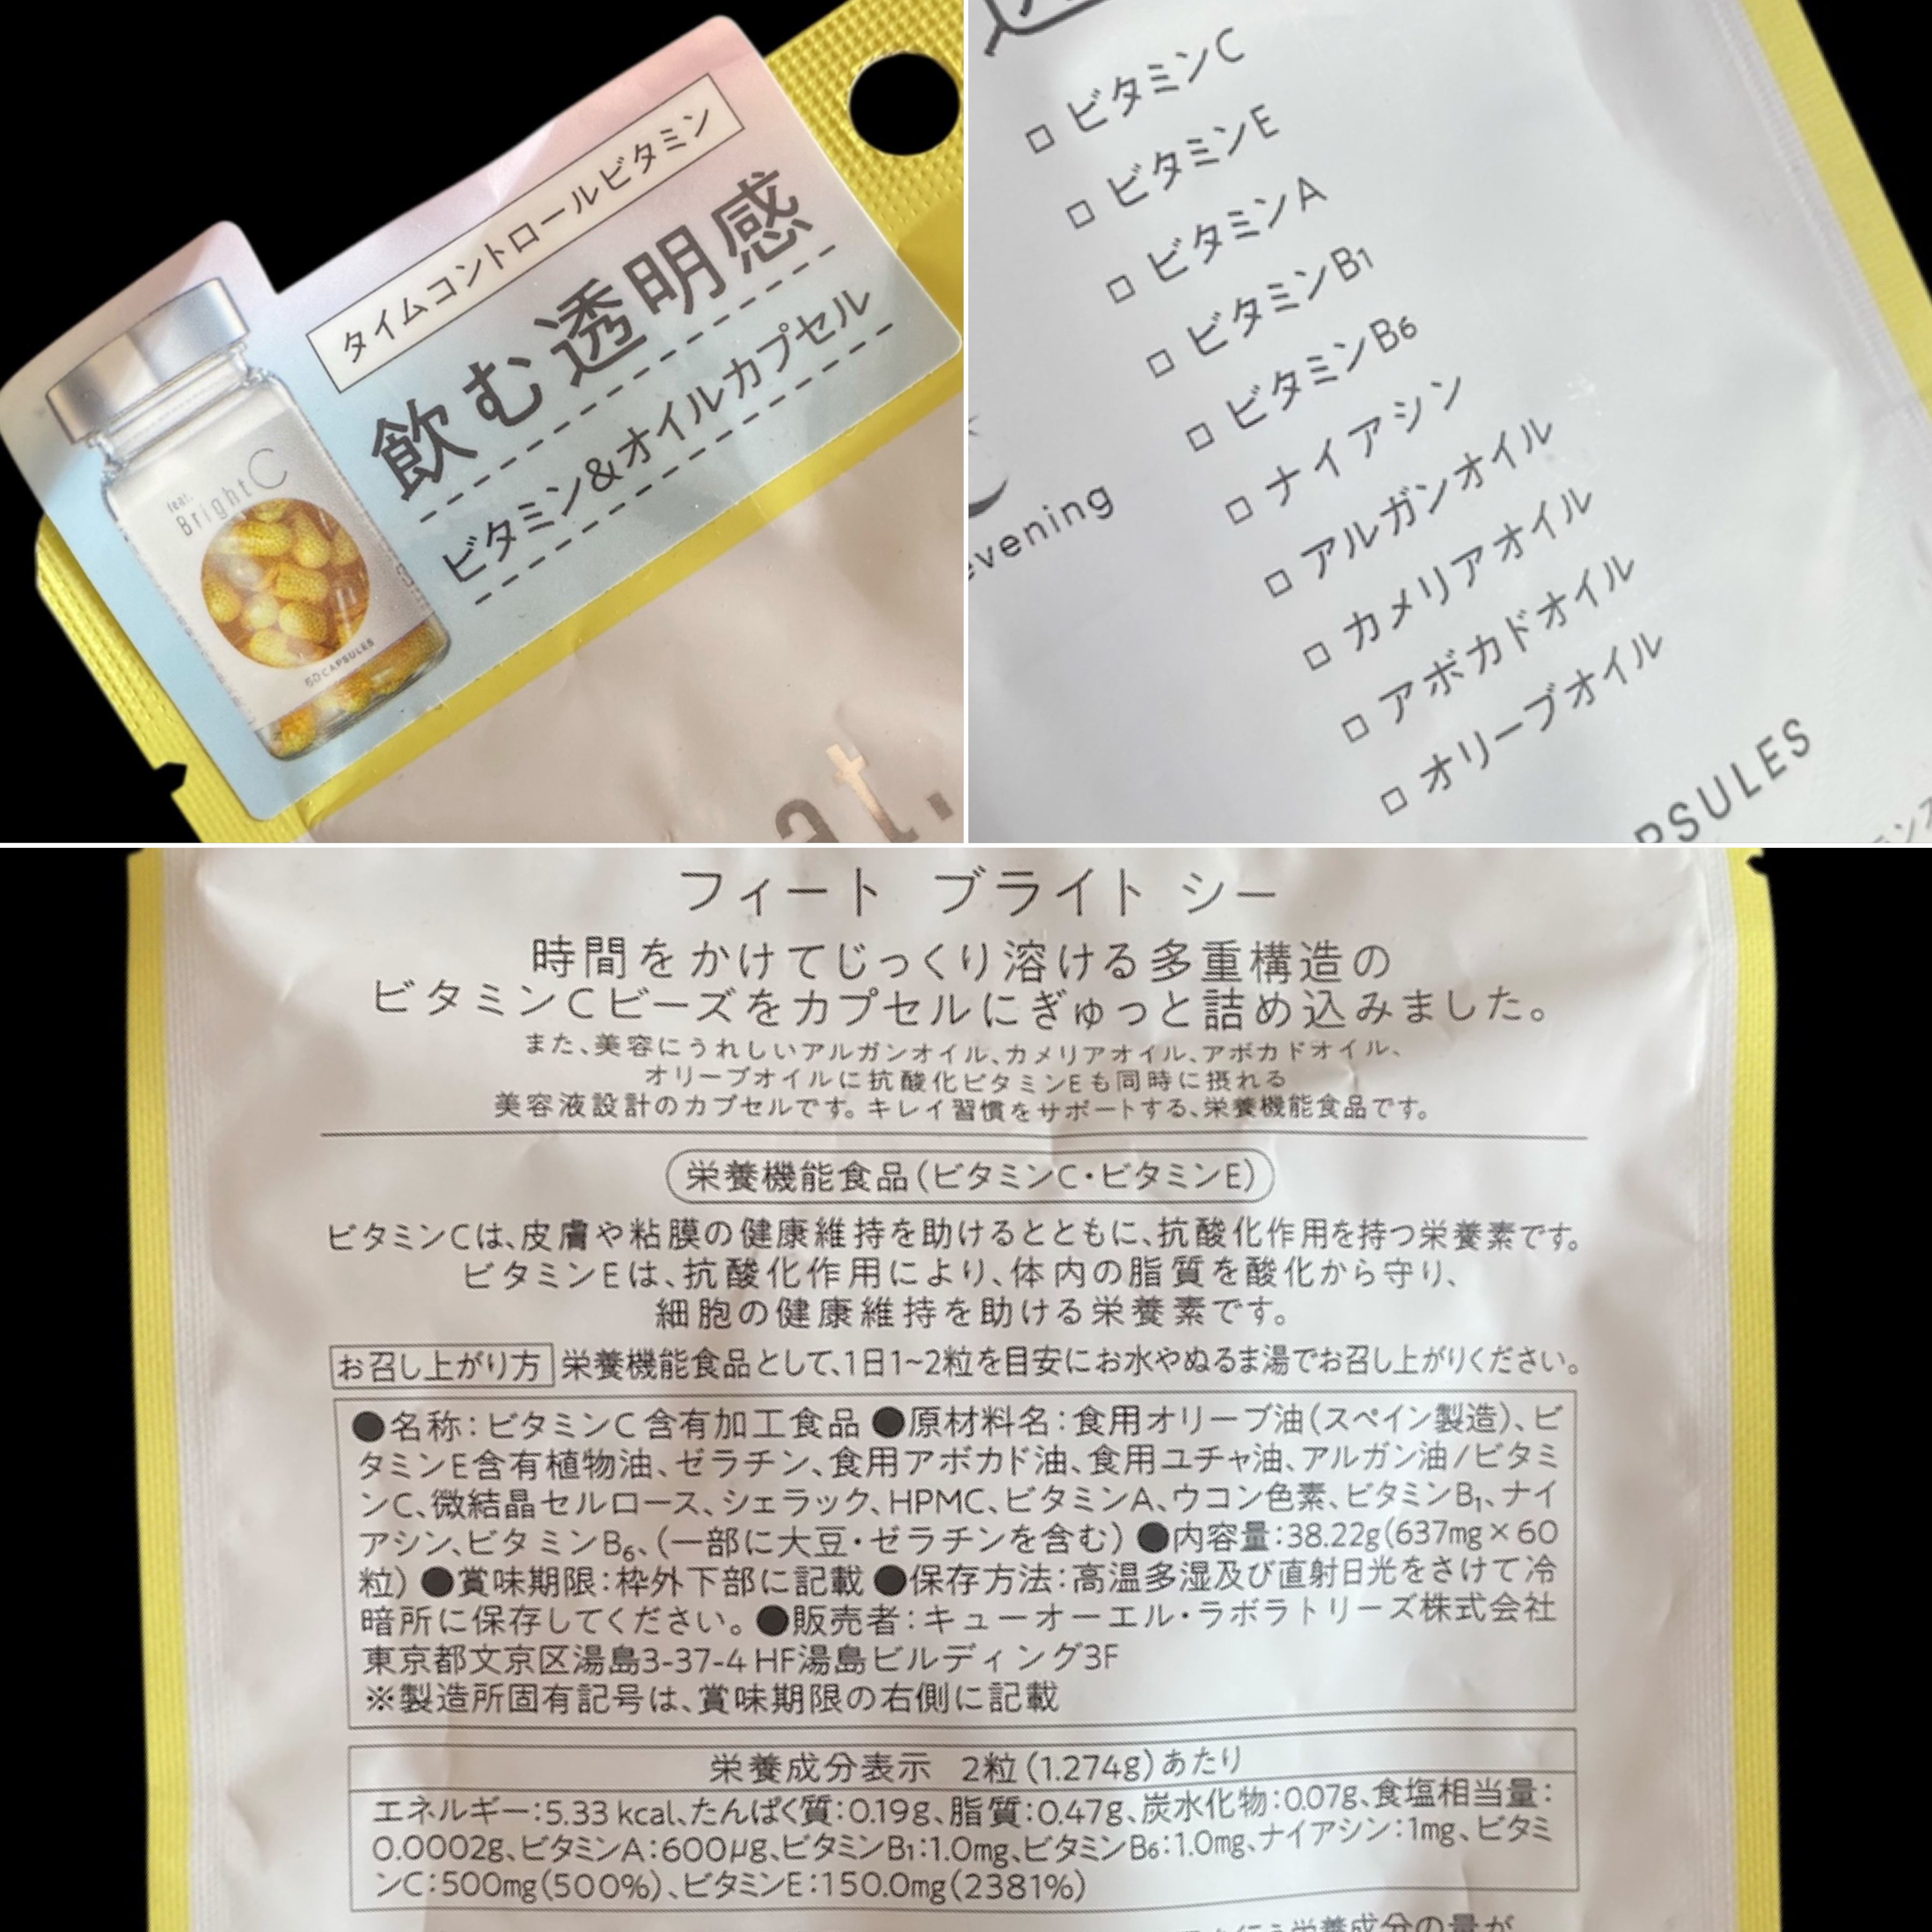 タイムコントロールビタミン
飲む透明感
ビタミン&オイルカプセル
feat.
Bright C
60 CAPSULES
at.
□ ビタミンC
□ ビタミンE
□ ビタミンA
□ ビタミンB₁
□ ビタミンB₆
□ ナイアシン
□ アルガンオイル
□ カメリアオイル
□ アボカドオイル
□ オリーブオイル
evening
PSULES
フィート ブライト シー
時間をかけてじっくり溶ける多重構造の
ビタミンCビーズをカプセルにぎゅっと詰め込みました。
また、美容にうれしいアルガンオイル、カメリアオイル、アボカドオイル、
オリーブオイルに抗酸化ビタミンEも同時に摂れる
美容液設計のカプセルです。キレイ習慣をサポートする、栄養機能食品です。
栄養機能食品(ビタミンC・ビタミンE)
ビタミンCは、皮膚や粘膜の健康維持を助けるとともに、抗酸化作用を持つ栄養素です。
ビタミンEは、抗酸化作用により、体内の脂質を酸化から守り、
細胞の健康維持を助ける栄養素です。
お召し上がり方 栄養機能食品として、1日1~2粒を目安にお水やぬるま湯でお召し上がりください。
●名称:ビタミンC含有加工食品 ●原材料名:食用オリーブ油(スペイン製造)、ビ
タミンE含有植物油、ゼラチン、食用アボカド油、食用ユチャ油、アルガン油/ビタミ
ンC、微結晶セルロース、シェラック、HPMC、ビタミンA、ウコン色素、ビタミンB₁、ナイ
アシン、ビタミンB₆、(一部に大豆・ゼラチンを含む) ●内容量:38.22g(637mg×60
粒) ●賞味期限:枠外下部に記載 ●保存方法:高温多湿及び直射日光をさけて冷
暗所に保存してください。●販売者:キューオーエル・ラボラトリーズ株式会社
東京都文京区湯島3-37-4 HF湯島ビルディング3F
※製造所固有記号は、賞味期限の右側に記載
栄養成分表示 2粒(1.274g)あたり
エネルギー:5.33kcal、たんぱく質:0.19g、脂質:0.47g、炭水化物:0.07g、食塩相当量:
0.0002g、ビタミンA:600μg、ビタミンB₁:1.0mg、ビタミンB₆:1.0mg、ナイアシン:1mg、ビタミ
ンC:500mg(500%)、ビタミンE:150.0mg(2381%)
栄養成分の量が